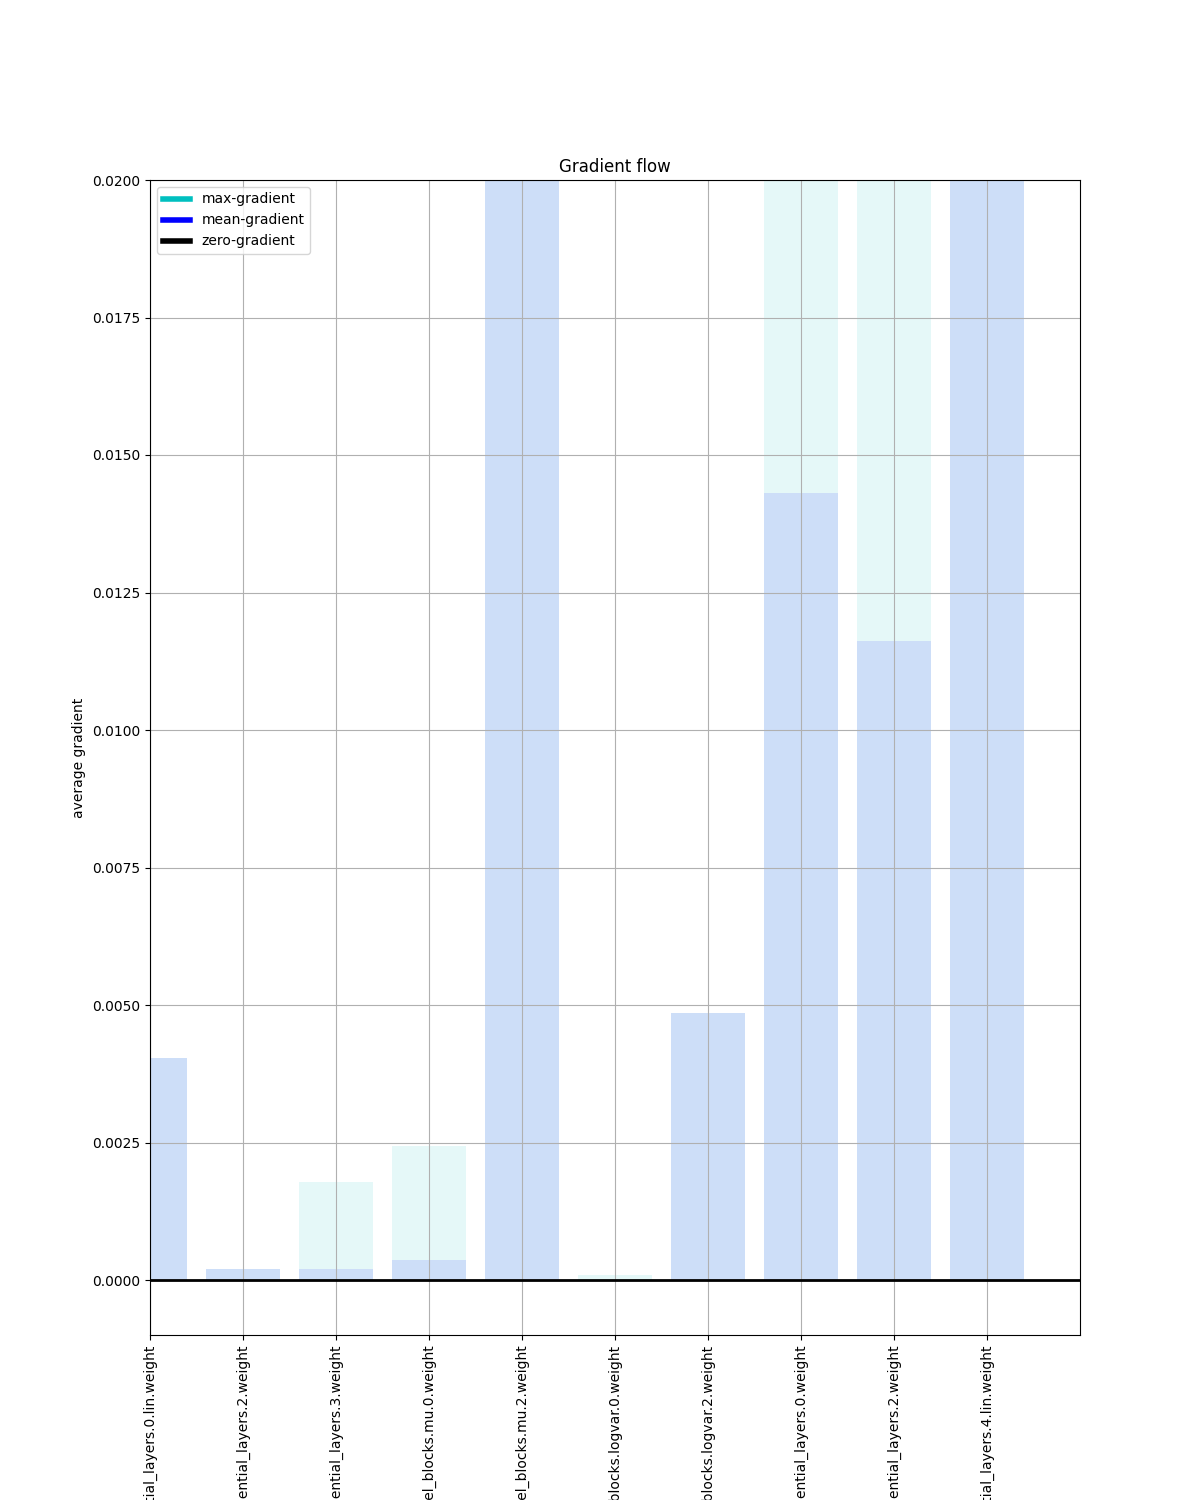 Gradient flow
max-gradient
mean-gradient
zero-gradient
0.0200
0.0175
0.0150
0.0125
0.0100
0.0075
0.0050
0.0025
0.0000
average gradient
tial_layers.0.lin.weight
ential_layers.2.weight
ential_layers.3.weight
el_blocks.mu.0.weight
el_blocks.mu.2.weight
blocks.logvar.0.weight
blocks.logvar.2.weight
ential_layers.0.weight
ential_layers.2.weight
tial_layers.4.lin.weight